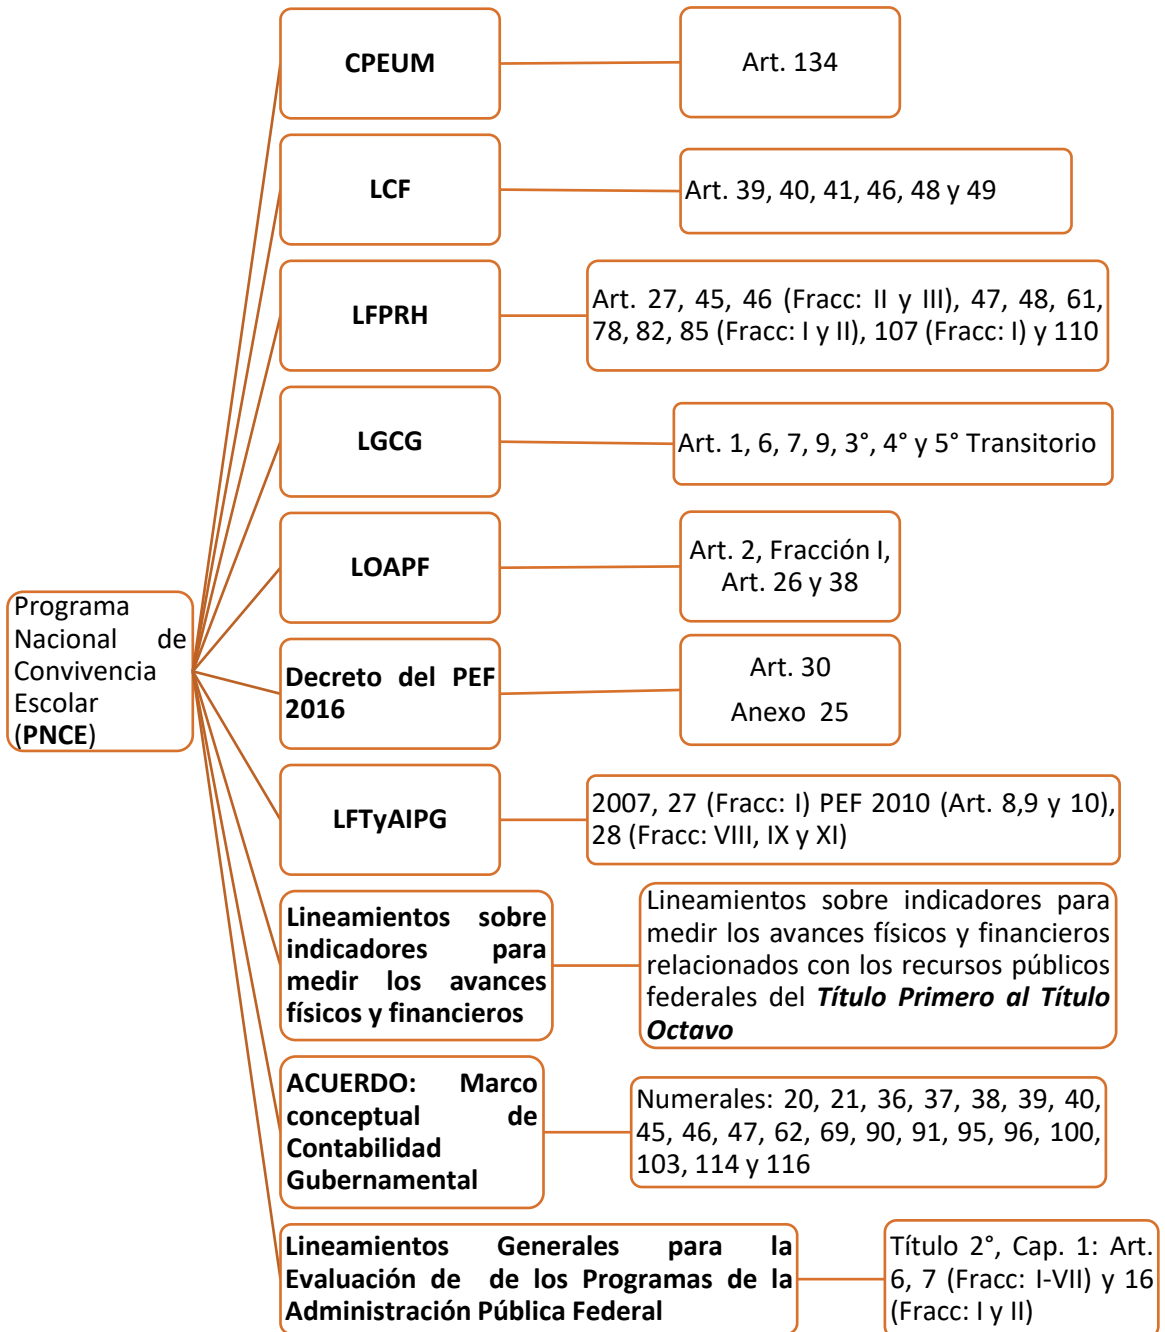 Programa
Nacional de
Convivencia
Escolar
(PNCE)
CPEUM
Art. 134
LCF
Art. 39, 40, 41, 46, 48 y 49
LFPRH
Art. 27, 45, 46 (Fracc: II y III), 47, 48, 61,
78, 82, 85 (Fracc: I y II), 107 (Fracc: I) y 110
LGCG
Art. 1, 6, 7, 9, 3°, 4° y 5° Transitorio
LOAPF
Art. 2, Fracción I,
Art. 26 y 38
Decreto del PEF
2016
Art. 30
Anexo 25
LFTyAIPG
2007, 27 (Fracc: I) PEF 2010 (Art. 8,9 y 10),
28 (Fracc: VIII, IX y XI)
Lineamientos sobre
indicadores para
medir los avances
físicos y financieros
Lineamientos sobre indicadores para
medir los avances físicos y financieros
relacionados con los recursos públicos
federales del Título Primero al Título
Octavo
ACUERDO: Marco
conceptual de
Contabilidad
Gubernamental
Numerales: 20, 21, 36, 37, 38, 39, 40,
45, 46, 47, 62, 69, 90, 91, 95, 96, 100,
103, 114 y 116
Lineamientos Generales para la
Evaluación de de los Programas de la
Administración Pública Federal
Título 2°, Cap. 1: Art.
6, 7 (Fracc: I-VII) y 16
(Fracc: I y II)